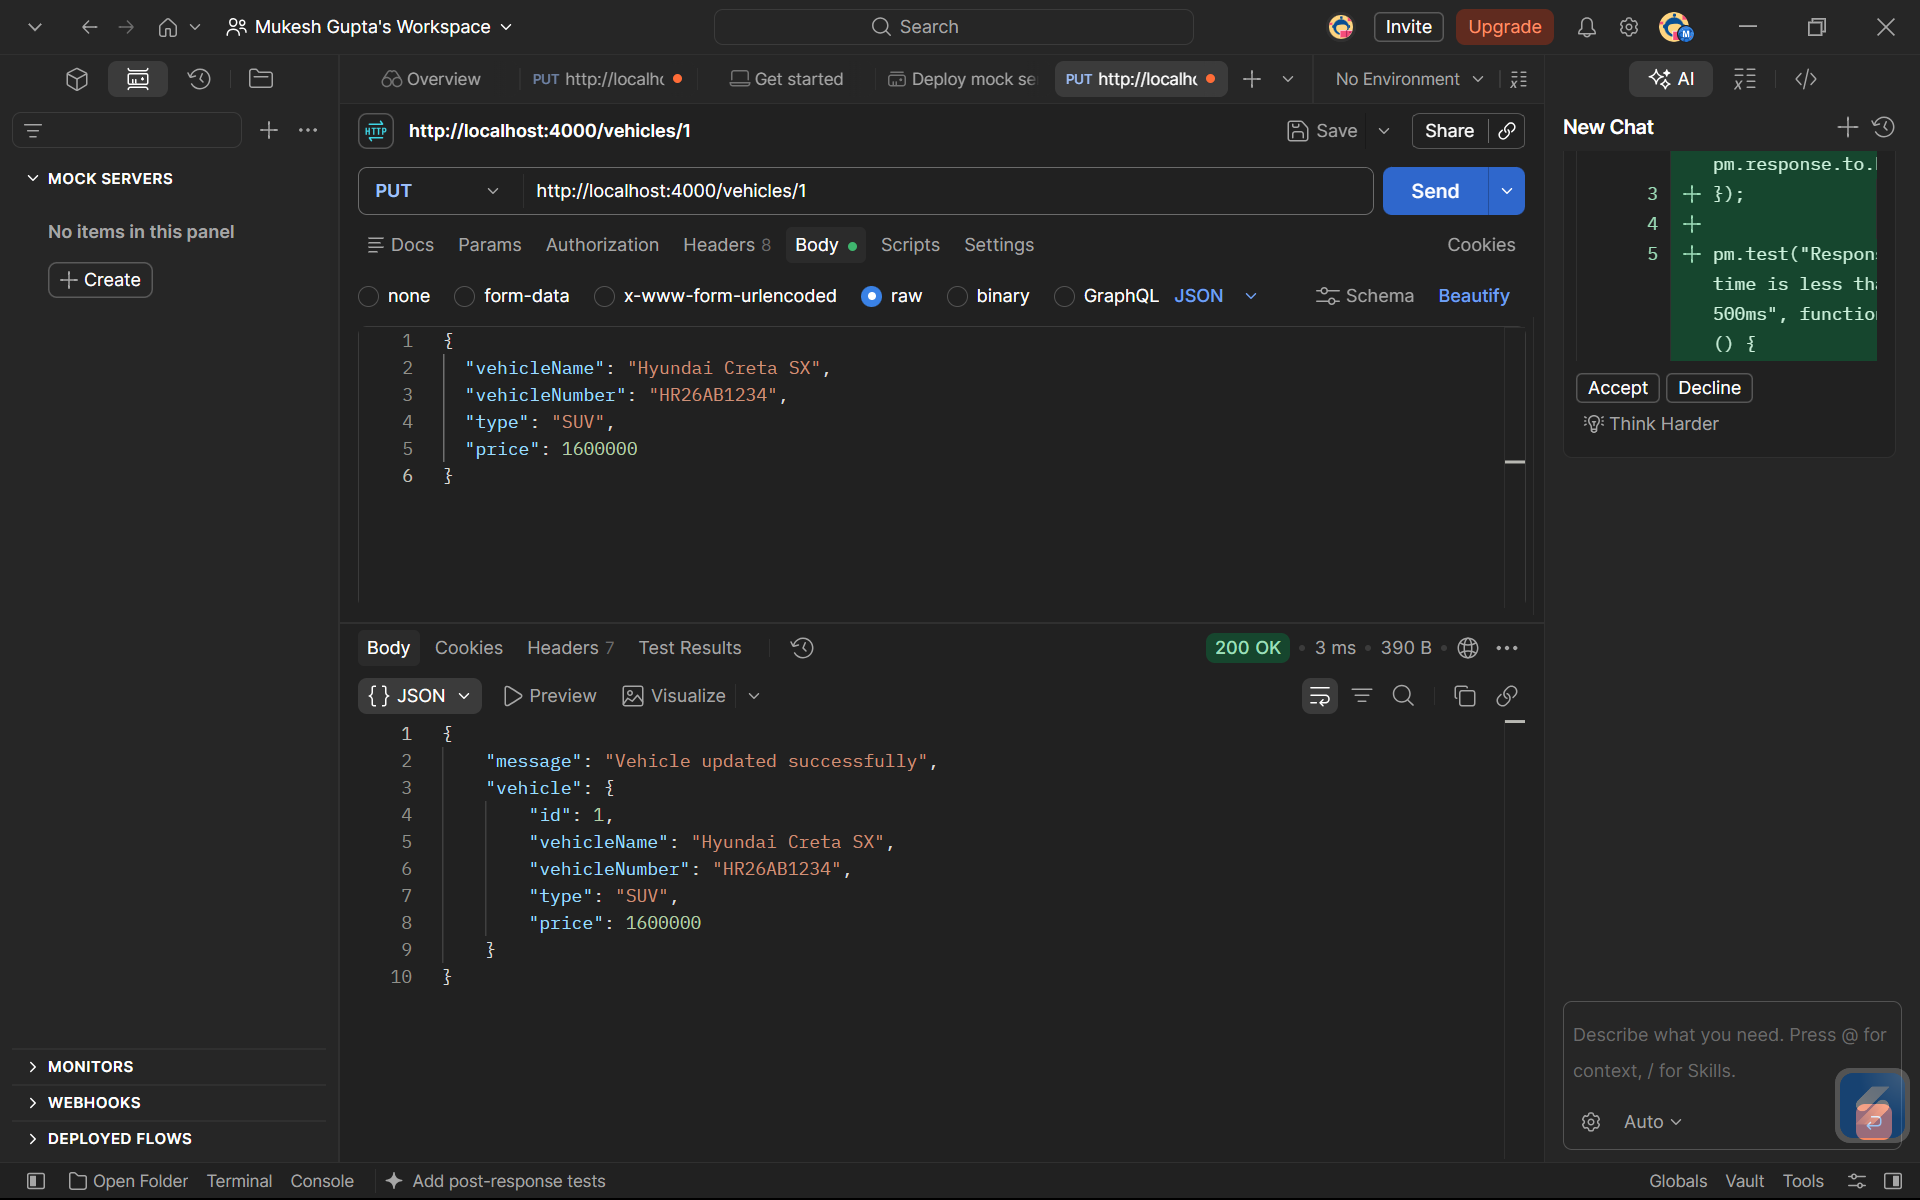 Mukesh Gupta's Workspace
Search
Invite
Upgrade
M
Overview
PUT http://localhc
Get started
Deploy mock se
PUT http://localhc
No Environment
AI
MOCK SERVERS
No items in this panel
Create
MONITORS
WEBHOOKS
DEPLOYED FLOWS
HTTP
http://localhost:4000/vehicles/1
Save
Share
PUT
http://localhost:4000/vehicles/1
Send
Docs
Params
Authorization
Headers 8
Body
Scripts
Settings
Cookies
none
form-data
x-www-form-urlencoded
raw
binary
GraphQL
JSON
Schema
Beautify
1 {
2 "vehicleName": "Hyundai Creta SX",
3 "vehicleNumber": "HR26AB1234",
4 "type": "SUV",
5 "price": 1600000
6 }
Body
Cookies
Headers 7
Test Results
200 OK
3 ms
390 B
{} JSON
Preview
Visualize
1 {
2 "message": "Vehicle updated successfully",
3 "vehicle": {
4 "id": 1,
5 "vehicleName": "Hyundai Creta SX",
6 "vehicleNumber": "HR26AB1234",
7 "type": "SUV",
8 "price": 1600000
9 }
10 }
New Chat
pm.response.to.
3 + });
4 +
5 + pm.test("Respon
time is less tha
500ms", function
() {
Accept
Decline
Think Harder
Describe what you need. Press @ for
context, / for Skills.
Auto
Open Folder
Terminal
Console
Add post-response tests
Globals
Vault
Tools